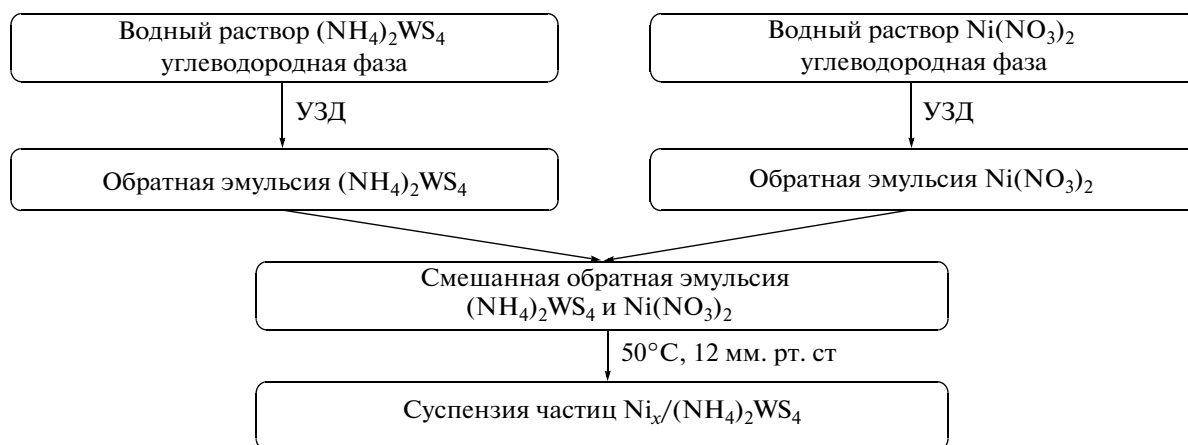 Водный раствор (NH₄)₂WS₄
углеводородная фаза
Водный раствор Ni(NO₃)₂
углеводородная фаза
УЗД
УЗД
Обратная эмульсия (NH₄)₂WS₄
Обратная эмульсия Ni(NO₃)₂
Смешанная обратная эмульсия
(NH₄)₂WS₄ и Ni(NO₃)₂
50°C, 12 мм. рт. ст
Суспензия частиц Niₓ/(NH₄)₂WS₄